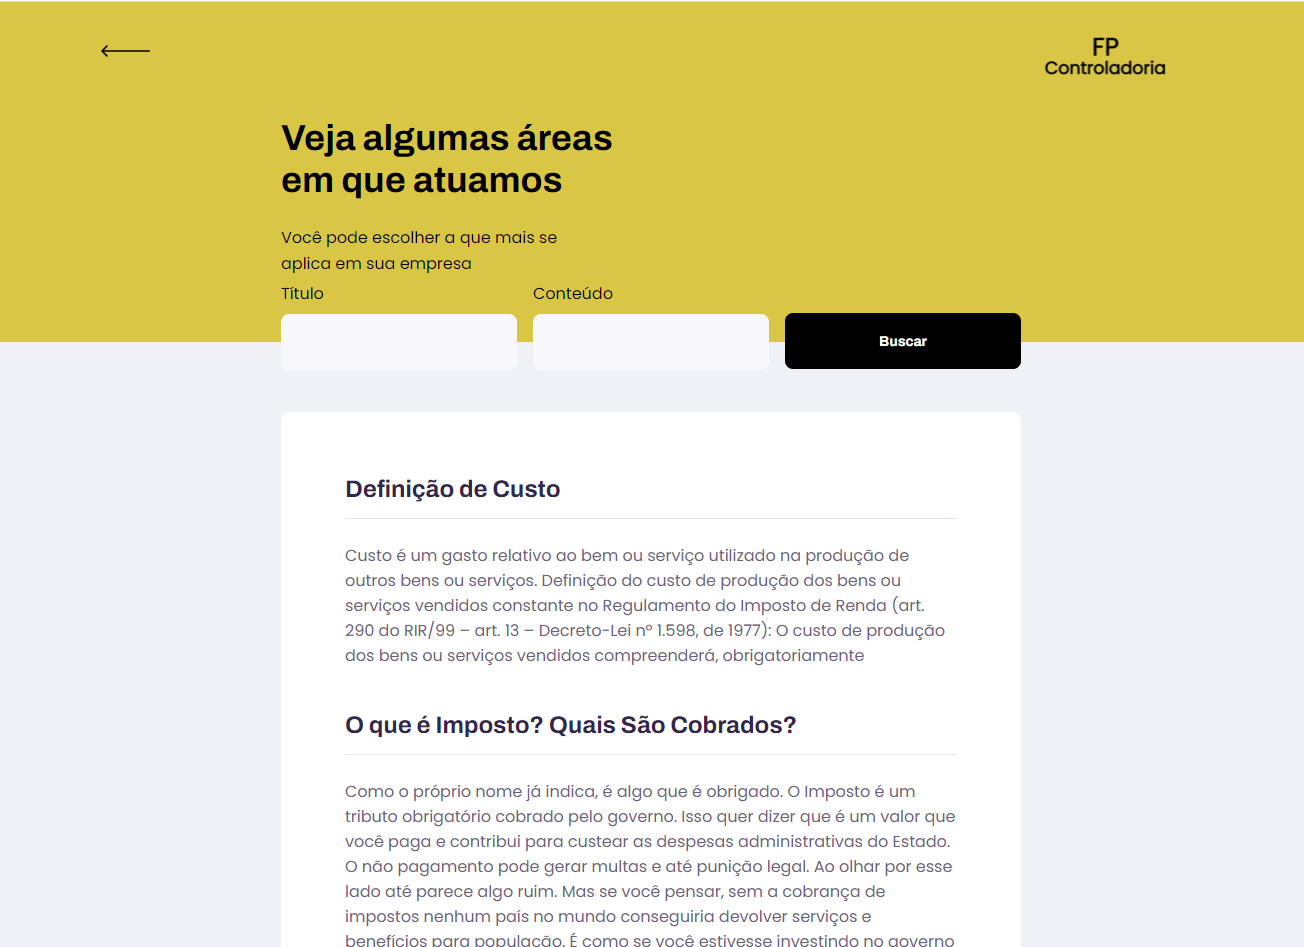 FP
Controladoria
Veja algumas áreas
em que atuamos
Você pode escolher a que mais se
aplica em sua empresa
Título
Conteúdo
Buscar
Definição de Custo
Custo é um gasto relativo ao bem ou serviço utilizado na produção de
outros bens ou serviços. Definição do custo de produção dos bens ou
serviços vendidos constante no Regulamento do Imposto de Renda (art.
290 do RIR/99 – art. 13 – Decreto-Lei nº 1.598, de 1977): O custo de produção
dos bens ou serviços vendidos compreenderá, obrigatoriamente
O que é Imposto? Quais São Cobrados?
Como o próprio nome já indica, é algo que é obrigado. O Imposto é um
tributo obrigatório cobrado pelo governo. Isso quer dizer que é um valor que
você paga e contribui para custear as despesas administrativas do Estado.
O não pagamento pode gerar multas e até punição legal. Ao olhar por esse
lado até parece algo ruim. Mas se você pensar, sem a cobrança de
impostos nenhum país no mundo conseguiria devolver serviços e
benefícios para população. É como se você estivesse investindo no governo